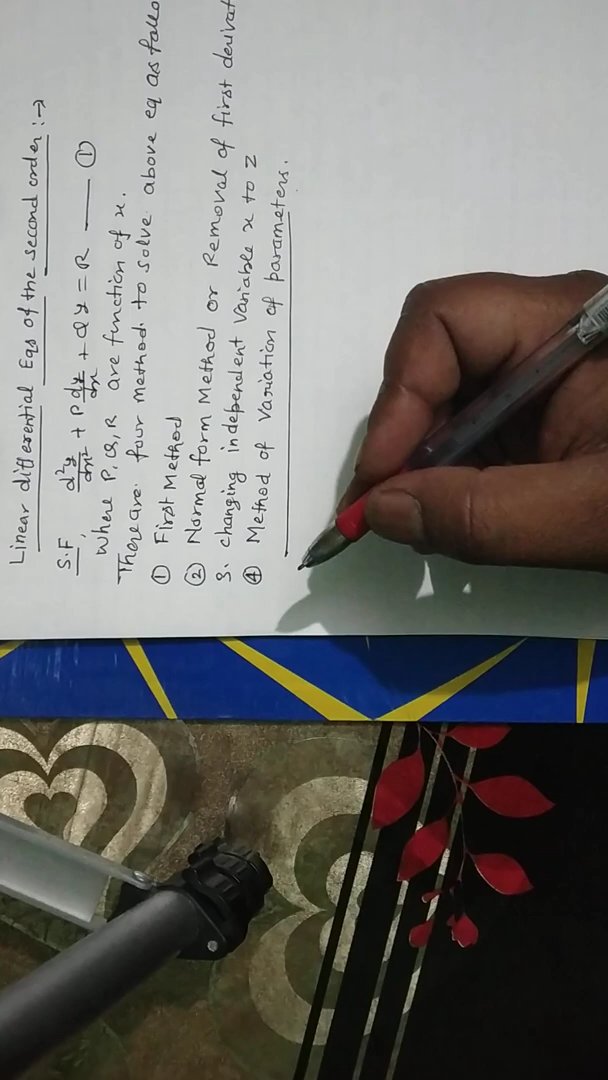 Linear differential Eqs of the second order:→
S.F, d²y/dx² + P dy/dx + Qy = R —— ①
Where P, Q, R are function of x.
There are four method to solve above eq as
① First Method
② Normal form Method or Removal of first
3. changing independent variable x to z
④ Method of variation of parameters.